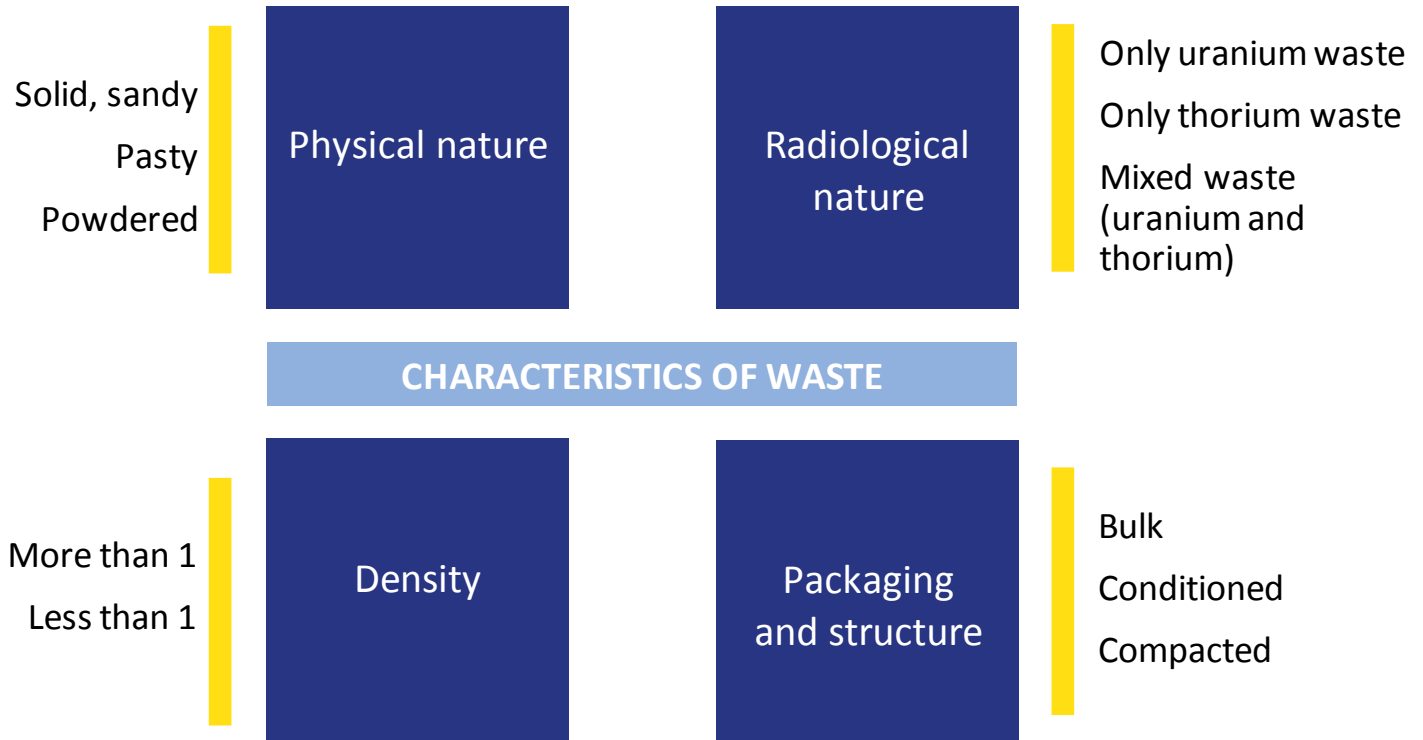 Solid, sandy
Pasty
Powdered
Physical nature
Radiological
nature
Only uranium waste
Only thorium waste
Mixed waste
(uranium and
thorium)
CHARACTERISTICS OF WASTE
More than 1
Less than 1
Density
Packaging
and structure
Bulk
Conditioned
Compacted